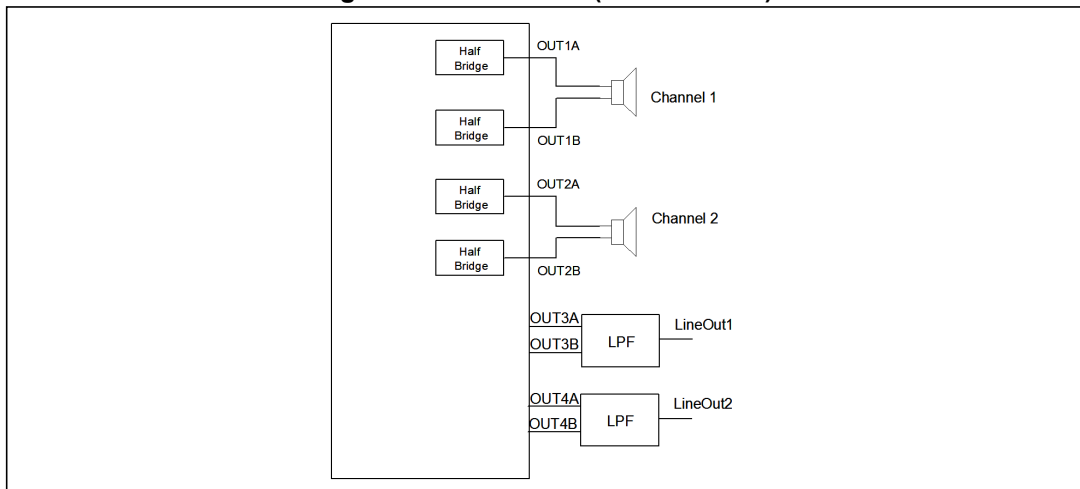 Half
Bridge
OUT1A
Channel 1
Half
Bridge
OUT1B
Half
Bridge
OUT2A
Channel 2
Half
Bridge
OUT2B
OUT3A
OUT3B
LPF
LineOut1
OUT4A
OUT4B
LPF
LineOut2